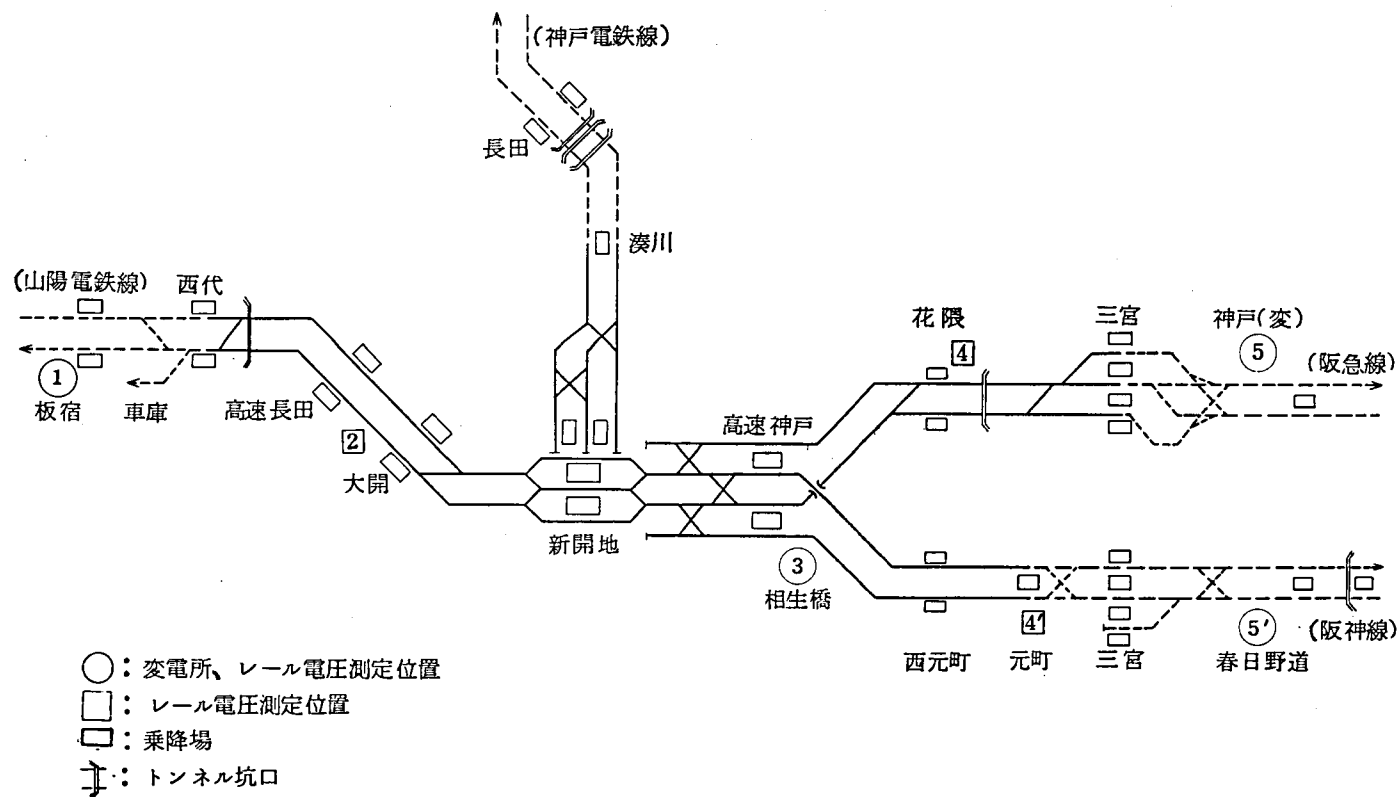 (神戸電鉄線)
長田
湊川
(山陽電鉄線)
西代
花隈
三宮
神戸(変)
4
5
(阪急線)
1
板宿
車庫
高速長田
高速神戸
2
大開
新開地
3
相生橋
4'
5'
(阪神線)
西元町
元町
三宮
春日野道
○:変電所、レール電圧測定位置
□:レール電圧測定位置
:乗降場
:トンネル坑口